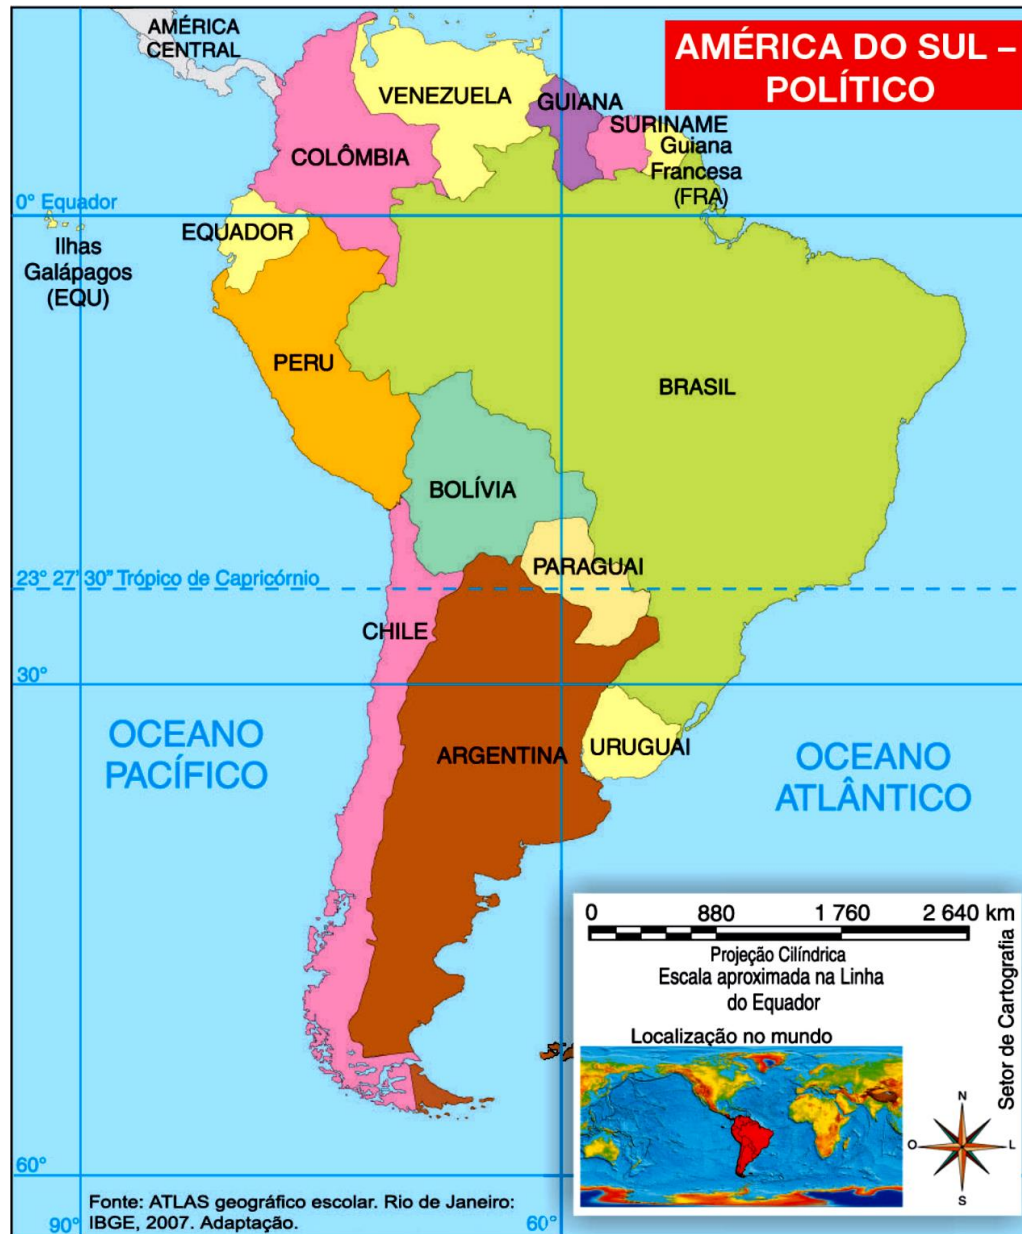 AMÉRICA DO SUL –
POLÍTICO
AMÉRICA
CENTRAL
VENEZUELA
GUIANA
SURINAME
Guiana
Francesa
(FRA)
COLÔMBIA
0° Equador
EQUADOR
Ilhas
Galápagos
(EQU)
PERU
BRASIL
BOLÍVIA
PARAGUAI
23° 27’ 30” Trópico de Capricórnio
CHILE
30°
OCEANO
PACÍFICO
ARGENTINA
URUGUAI
OCEANO
ATLÂNTICO
0 880 1 760 2 640 km
Projeção Cilíndrica
Escala aproximada na Linha
do Equador
Localização no mundo
Setor de Cartografia
N
O L
S
60°
Fonte: ATLAS geográfico escolar. Rio de Janeiro:
IBGE, 2007. Adaptação.
90° 60°